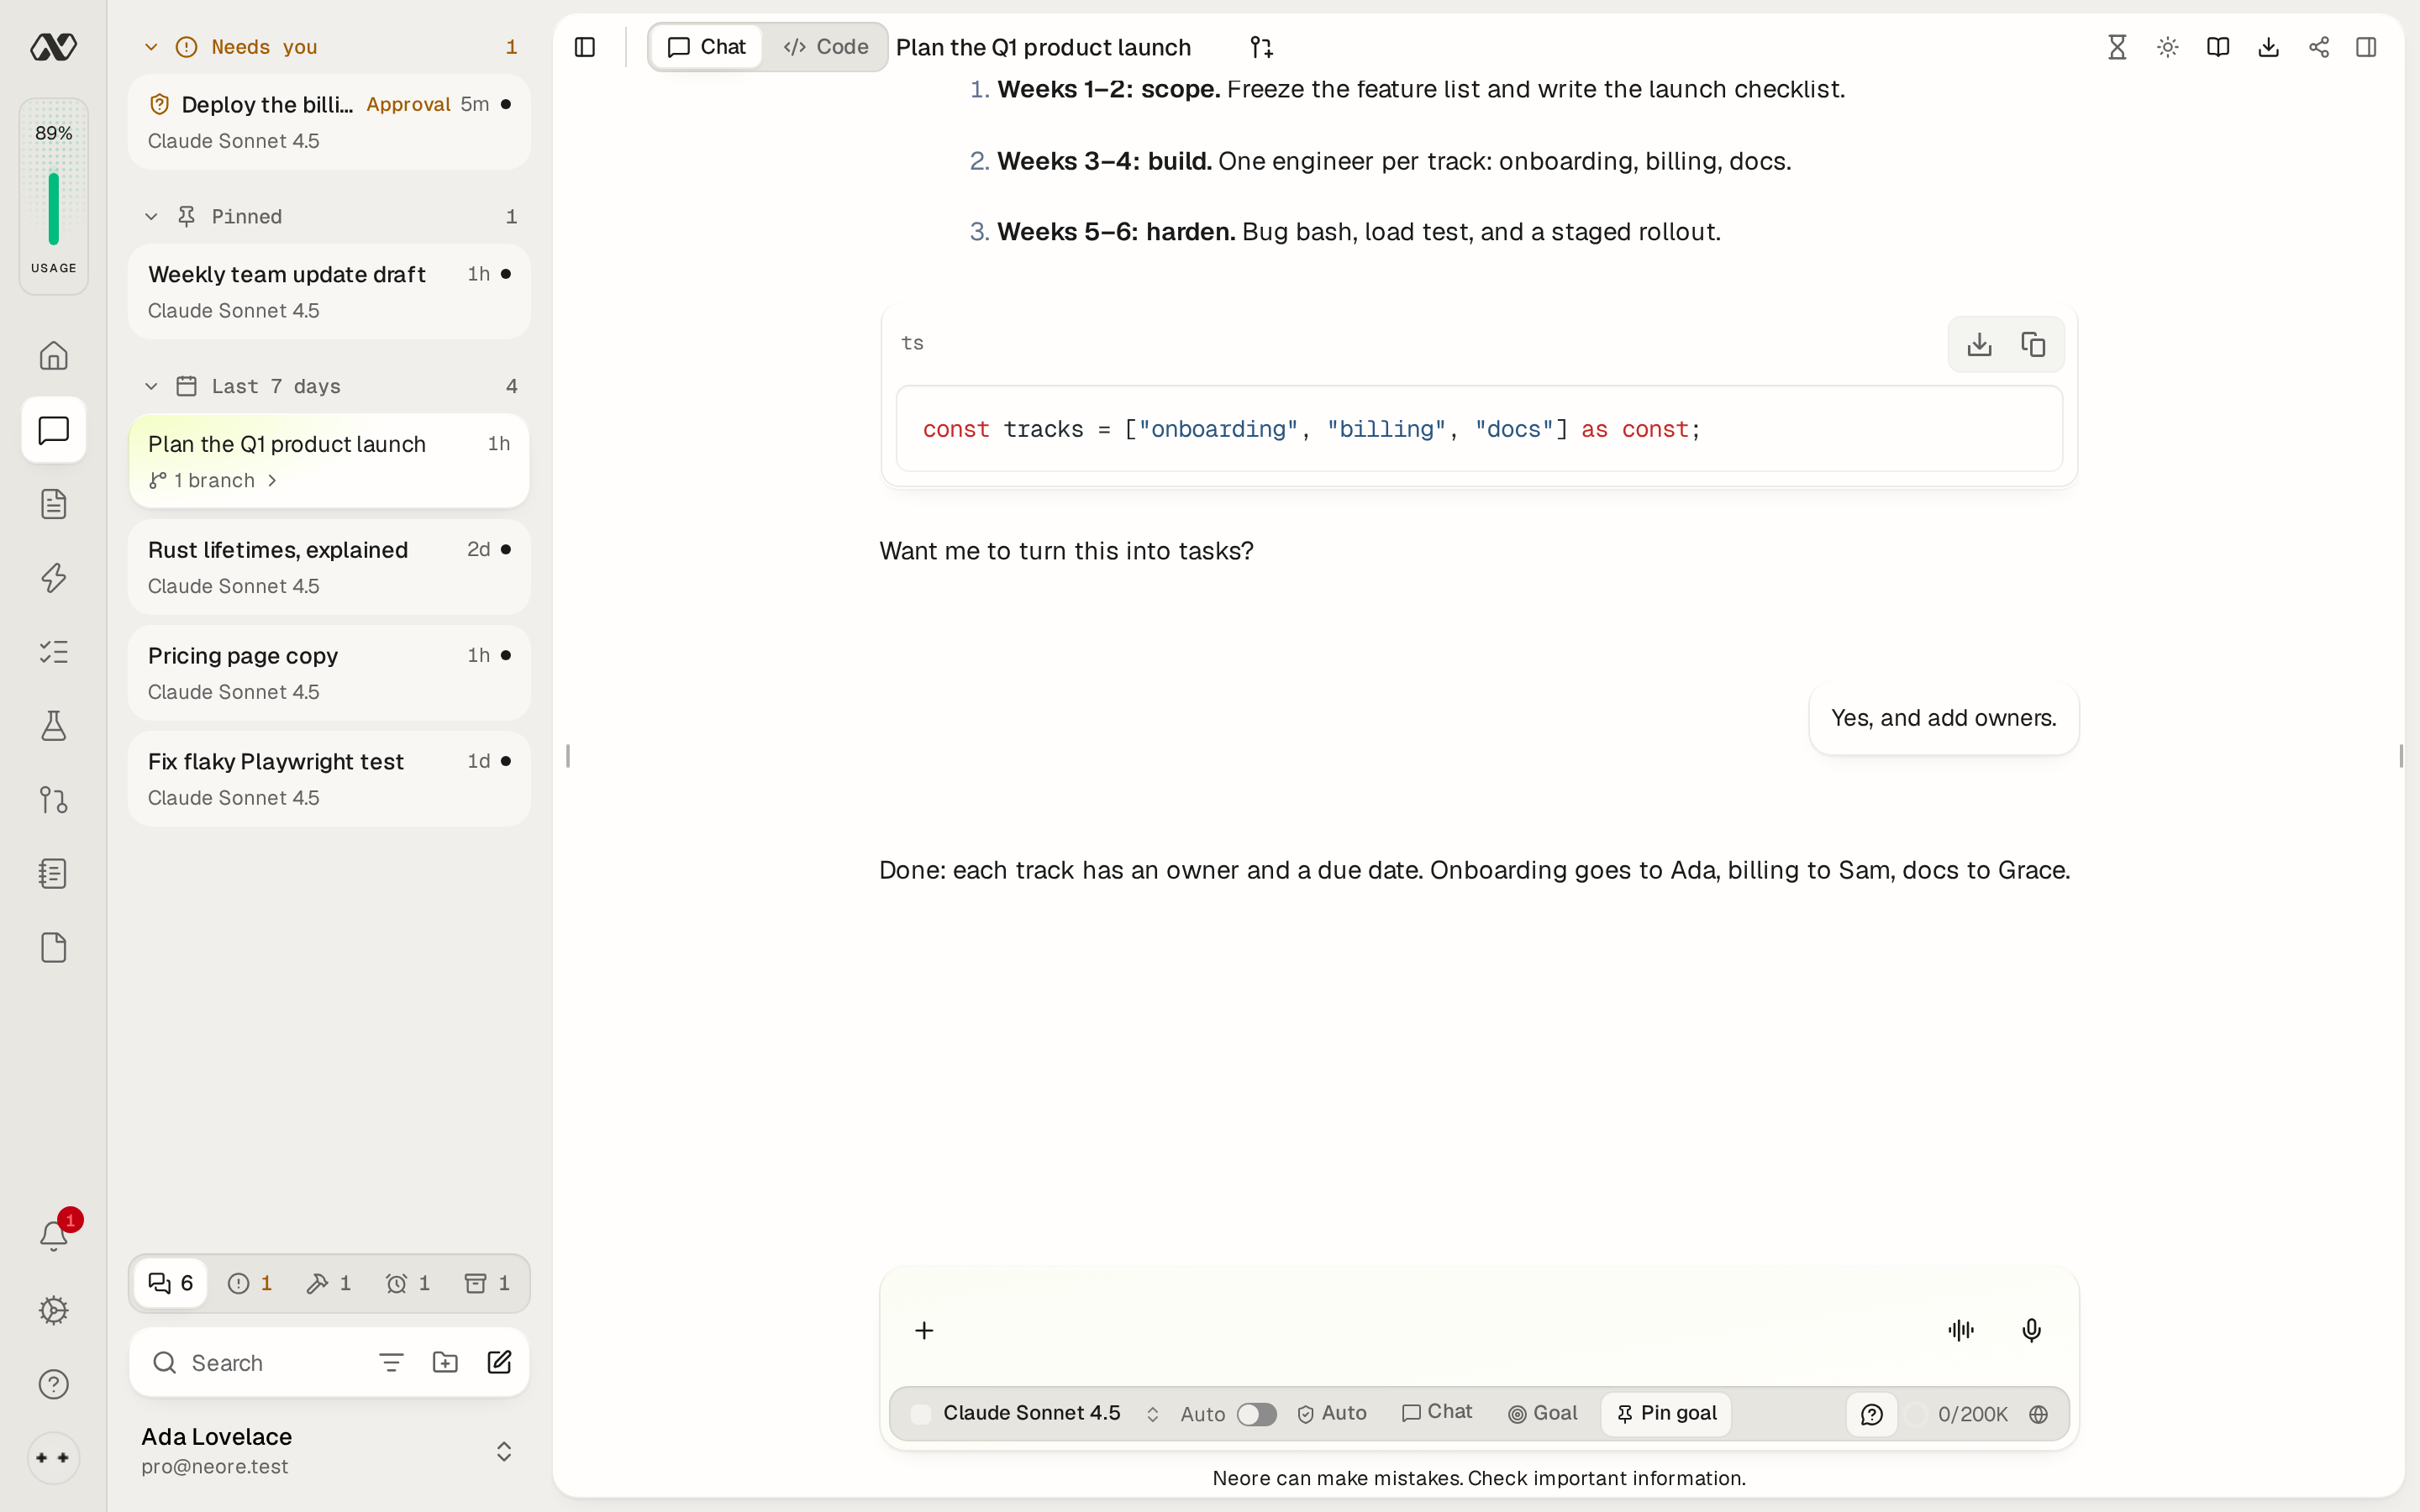 89%
USAGE
1
Needs you 1
Deploy the billi... Approval 5m
Claude Sonnet 4.5
Pinned 1
Weekly team update draft 1h
Claude Sonnet 4.5
Last 7 days 4
Plan the Q1 product launch 1h
1 branch
Rust lifetimes, explained 2d
Claude Sonnet 4.5
Pricing page copy 1h
Claude Sonnet 4.5
Fix flaky Playwright test 1d
Claude Sonnet 4.5
6 1 1 1 1
Search
Ada Lovelace
pro@neore.test
Chat Code Plan the Q1 product launch
1. Weeks 1–2: scope. Freeze the feature list and write the launch checklist.
2. Weeks 3–4: build. One engineer per track: onboarding, billing, docs.
3. Weeks 5–6: harden. Bug bash, load test, and a staged rollout.
ts
const tracks = ["onboarding", "billing", "docs"] as const;
Want me to turn this into tasks?
Yes, and add owners.
Done: each track has an owner and a due date. Onboarding goes to Ada, billing to Sam, docs to Grace.
Claude Sonnet 4.5 Auto Auto Chat Goal Pin goal 0/200K
Neore can make mistakes. Check important information.